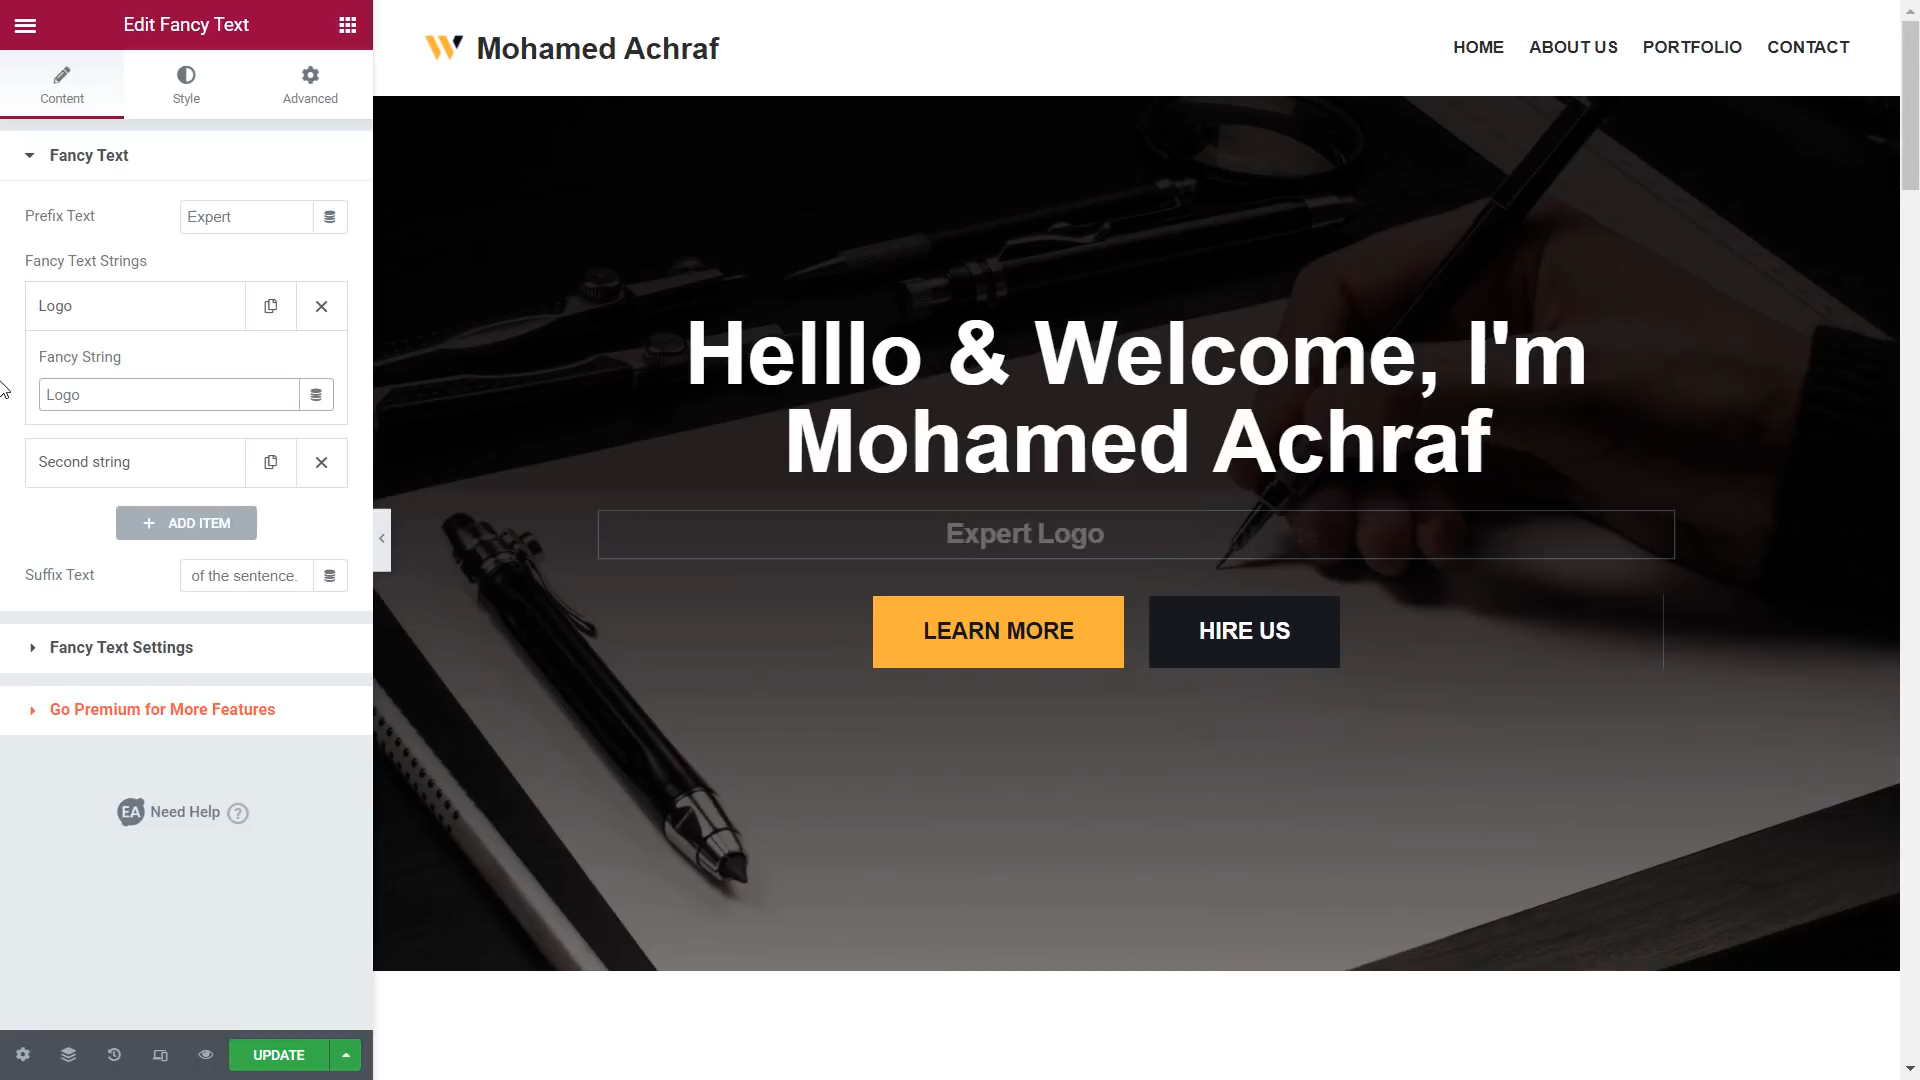 Edit Fancy Text
Content
Style
Advanced
Fancy Text
Prefix Text
Expert
Fancy Text Strings
Logo
Fancy String
Logo
Second string
+ ADD ITEM
Suffix Text
of the sentence.
Fancy Text Settings
Go Premium for More Features
EA Need Help ?
UPDATE
Mohamed Achraf
HOME ABOUT US PORTFOLIO CONTACT
Helllo & Welcome, I'm
Mohamed Achraf
Expert Logo
LEARN MORE
HIRE US